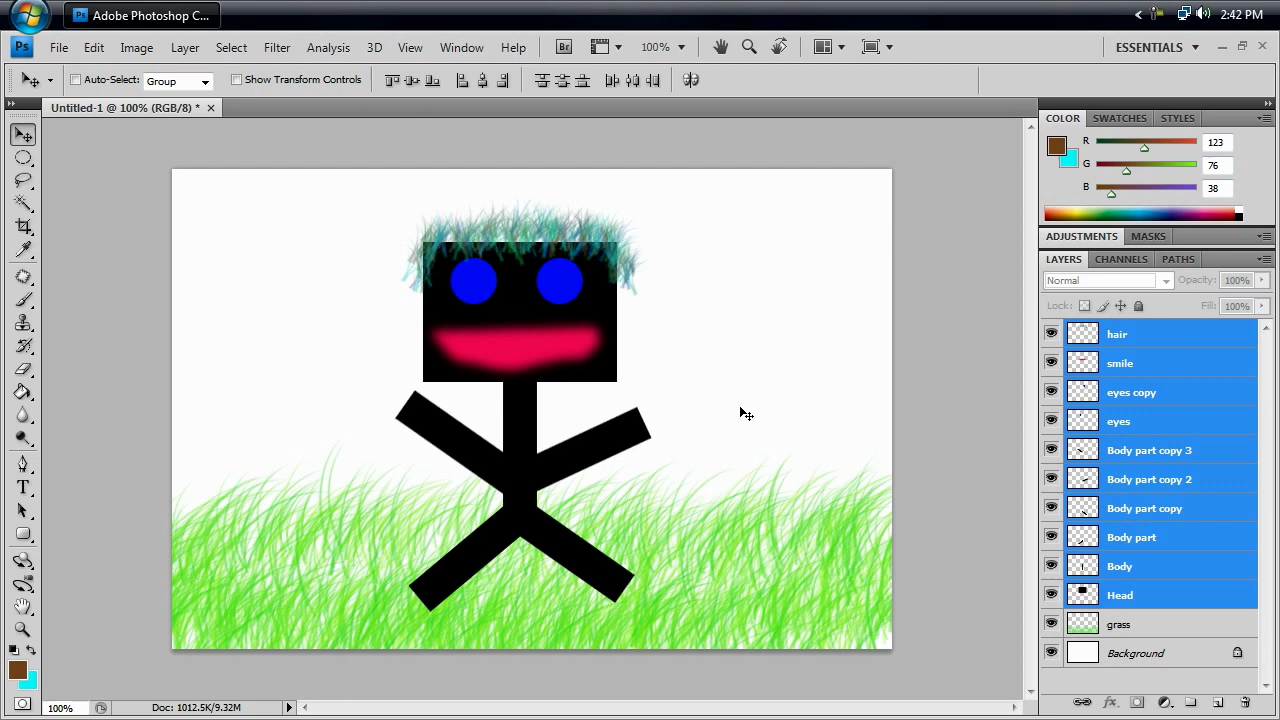 Ps Adobe Photoshop C... 2:42 PM
Ps File Edit Image Layer Select Filter Analysis 3D View Window Help Br 100% ESSENTIALS
Auto-Select: Group Show Transform Controls
Untitled-1 @ 100% (RGB/8) *
COLOR SWATCHES STYLES
R 123
G 76
B 38
ADJUSTMENTS MASKS
LAYERS CHANNELS PATHS
Normal Opacity: 100%
Lock: Fill: 100%
hair
smile
eyes copy
eyes
Body part copy 3
Body part copy 2
Body part copy
Body part
Body
Head
grass
Background
T
100% Doc: 1012.5K/9.32M
fx